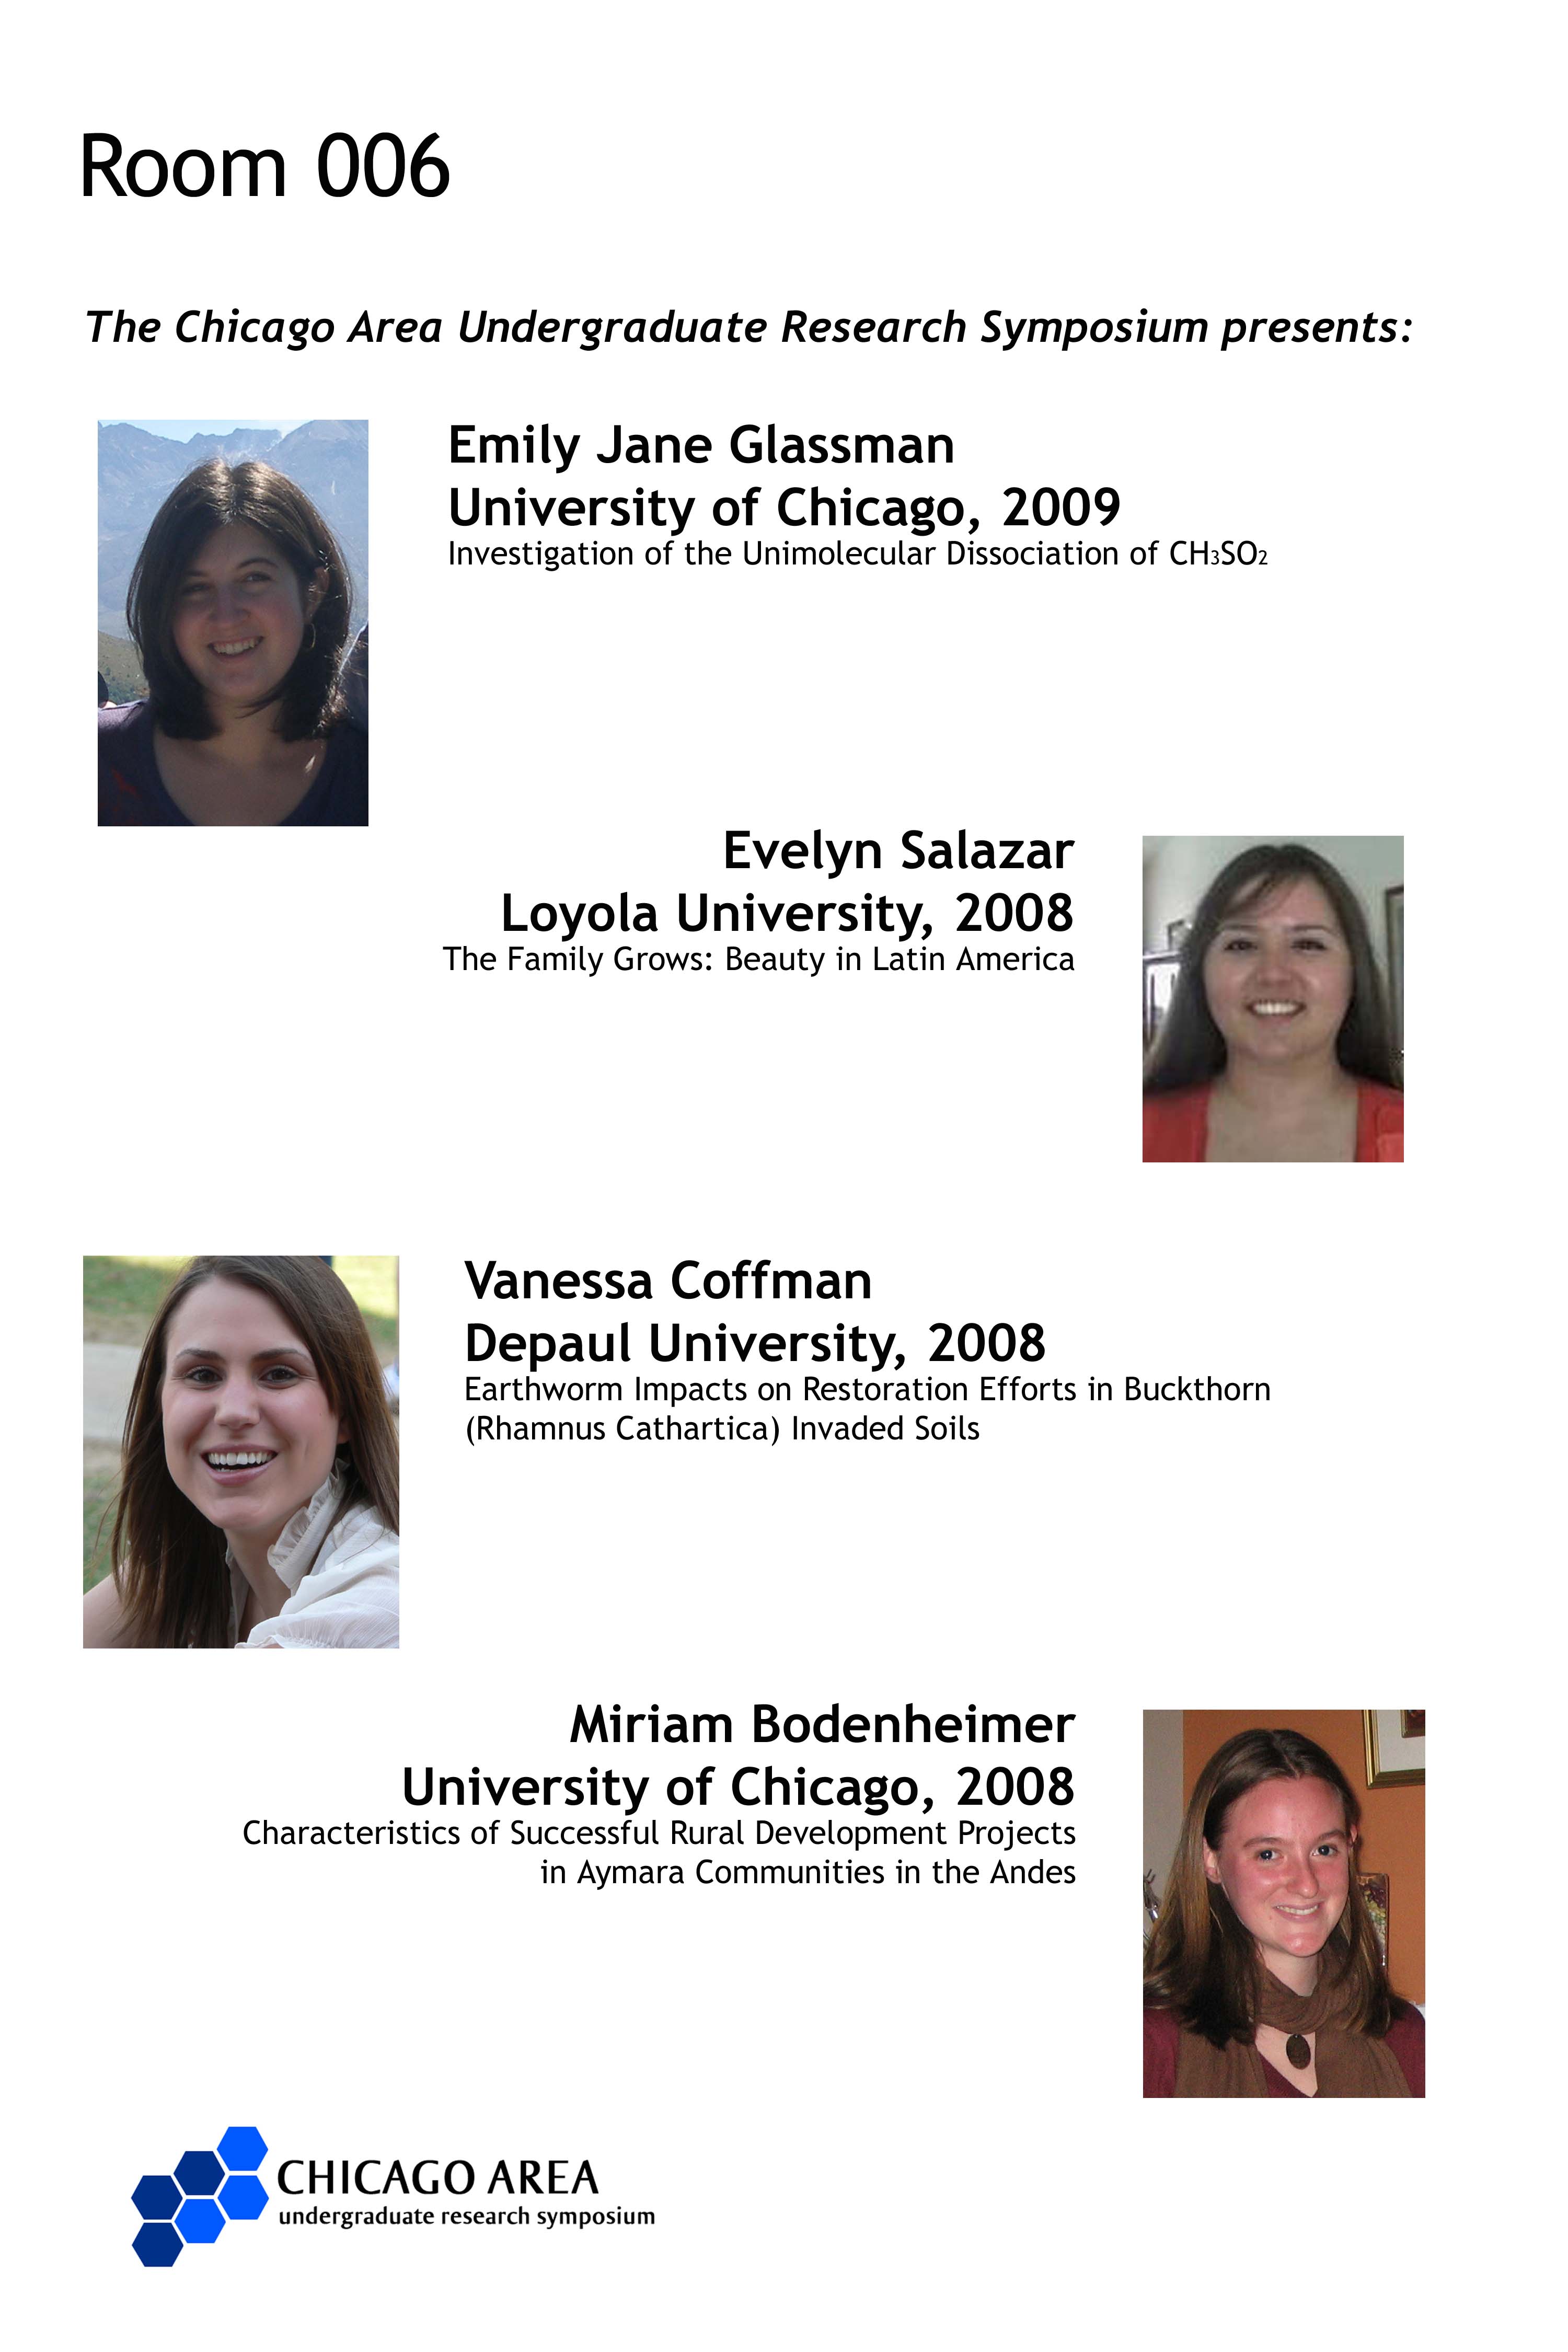 Room 006
The Chicago Area Undergraduate Research Symposium presents:
Emily Jane Glassman
University of Chicago, 2009
Investigation of the Unimolecular Dissociation of CH₃SO₂
Evelyn Salazar
Loyola University, 2008
The Family Grows: Beauty in Latin America
Vanessa Coffman
Depaul University, 2008
Earthworm Impacts on Restoration Efforts in Buckthorn
(Rhamnus Cathartica) Invaded Soils
Miriam Bodenheimer
University of Chicago, 2008
Characteristics of Successful Rural Development Projects
in Aymara Communities in the Andes
CHICAGO AREA
undergraduate research symposium